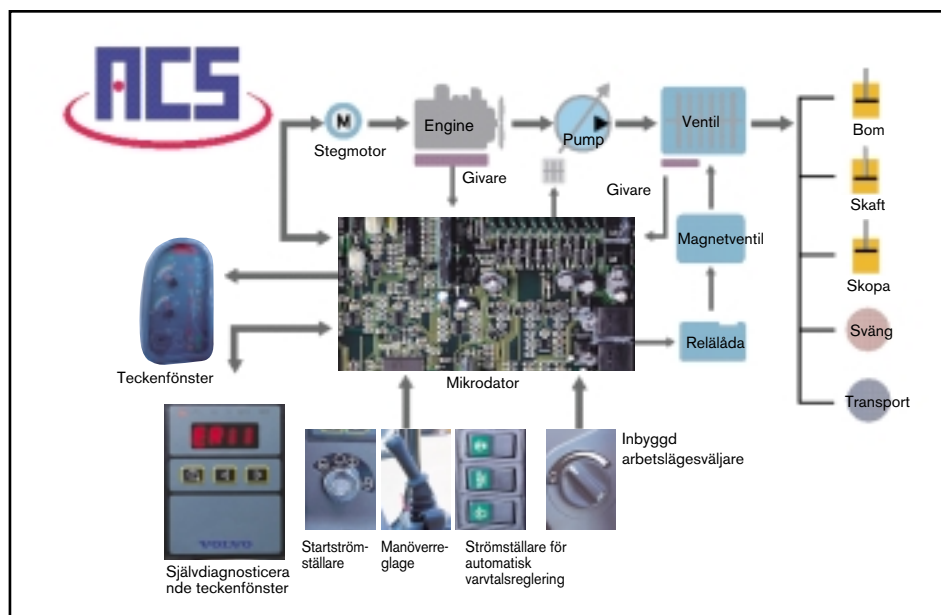 ACS
M
Stegmotor
Engine
Givare
Pump
Ventil
Givare
Magnetventil
Relälåda
Bom
Skaft
Skopa
Sväng
Transport
Teckenfönster
Mikrodator
VOLVO
Självdiagnosticera
nde teckenfönster
Startström-
ställare
Manöverre-
glage
Strömställare för
automatisk
varvtalsreglering
Inbyggd
arbetslägesväljare